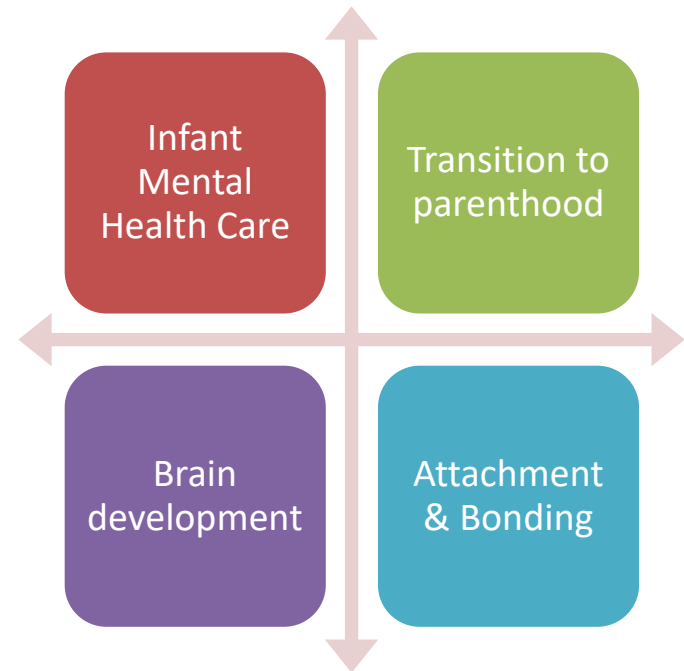 Infant
Mental
Health Care
Transition to
parenthood
Brain
development
Attachment
& Bonding